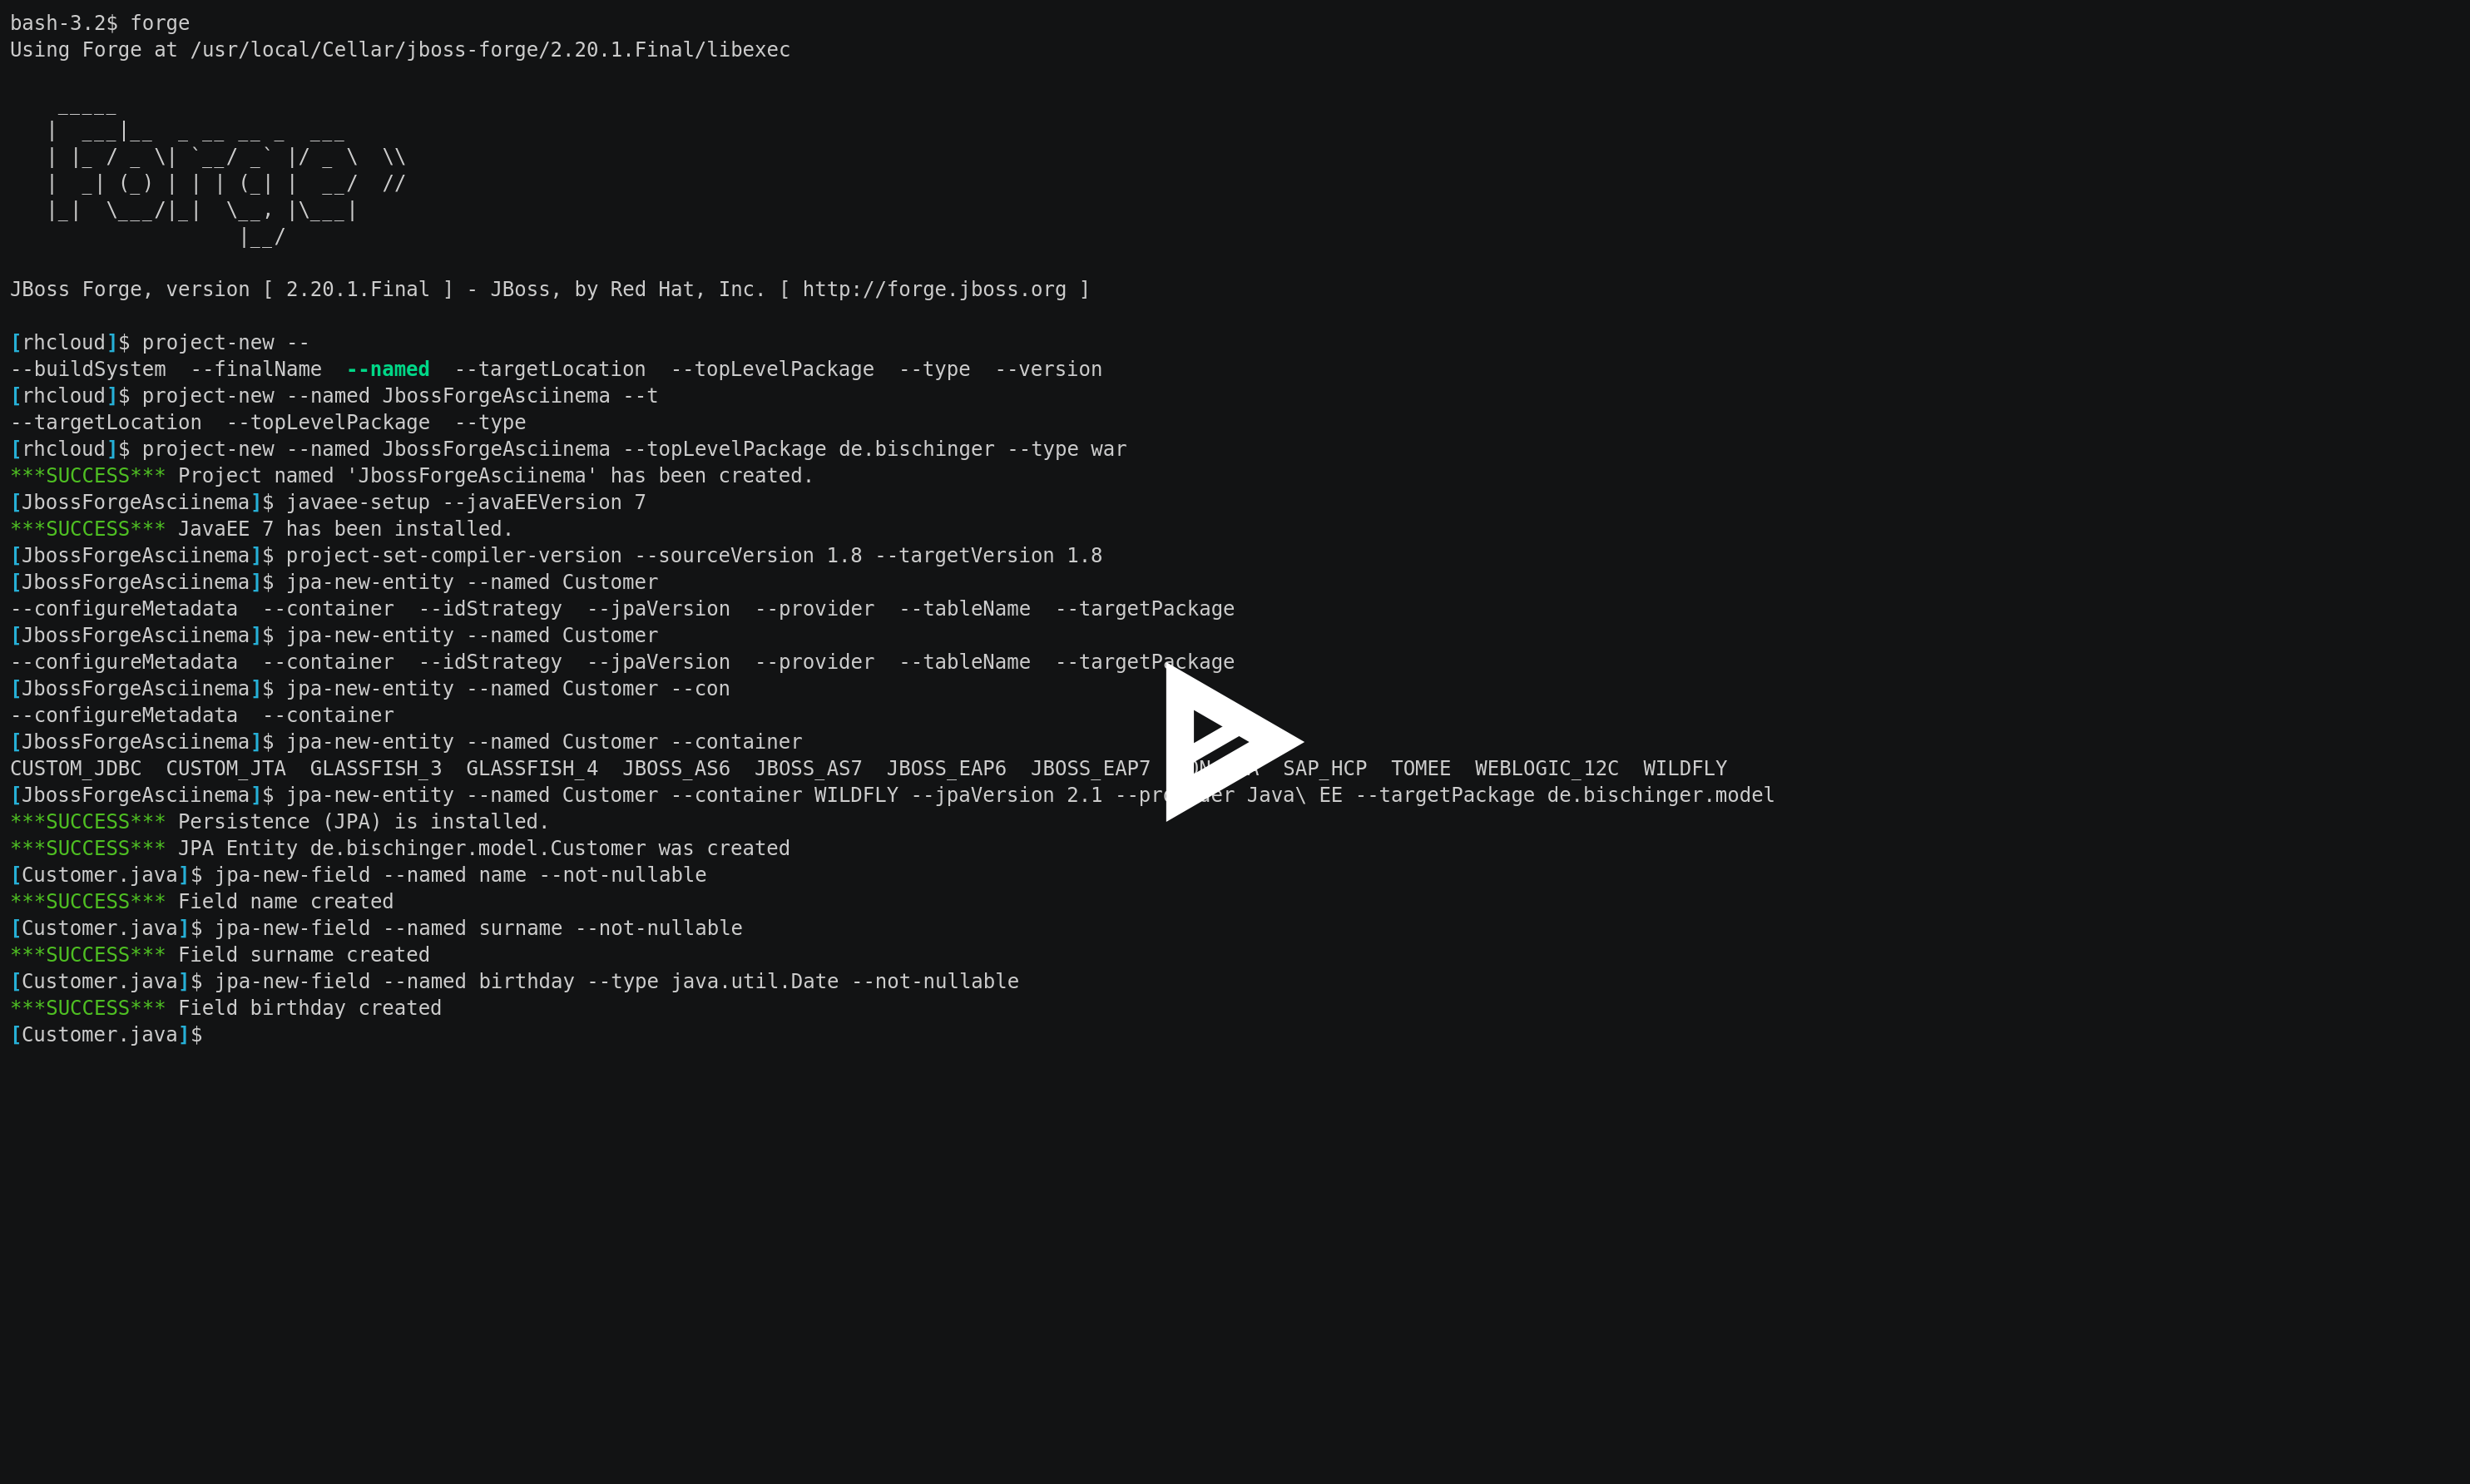 bash-3.2$ forge
Using Forge at /usr/local/Cellar/jboss-forge/2.20.1.Final/libexec
    _____
   |  ___|__  _ __ __ _  ___
   | |_ / _ \| `__/ _` |/ _ \  \\
   |  _| (_) | | | (_| |  __/  //
   |_|  \___/|_|  \__, |\___|
                   |__/
JBoss Forge, version [ 2.20.1.Final ] - JBoss, by Red Hat, Inc. [ http://forge.jboss.org ]
[rhcloud]$ project-new --
--buildSystem  --finalName  --named  --targetLocation  --topLevelPackage  --type  --version
[rhcloud]$ project-new --named JbossForgeAsciinema --t
--targetLocation  --topLevelPackage  --type
[rhcloud]$ project-new --named JbossForgeAsciinema --topLevelPackage de.bischinger --type war
***SUCCESS*** Project named 'JbossForgeAsciinema' has been created.
[JbossForgeAsciinema]$ javaee-setup --javaEEVersion 7
***SUCCESS*** JavaEE 7 has been installed.
[JbossForgeAsciinema]$ project-set-compiler-version --sourceVersion 1.8 --targetVersion 1.8
[JbossForgeAsciinema]$ jpa-new-entity --named Customer
--configureMetadata  --container  --idStrategy  --jpaVersion  --provider  --tableName  --targetPackage
[JbossForgeAsciinema]$ jpa-new-entity --named Customer
--configureMetadata  --container  --idStrategy  --jpaVersion  --provider  --tableName  --targetPackage
[JbossForgeAsciinema]$ jpa-new-entity --named Customer --con
--configureMetadata  --container
[JbossForgeAsciinema]$ jpa-new-entity --named Customer --container
CUSTOM_JDBC  CUSTOM_JTA  GLASSFISH_3  GLASSFISH_4  JBOSS_AS6  JBOSS_AS7  JBOSS_EAP6  JBOSS_EAP7  SAP_HCP  TOMEE  WEBLOGIC_12C  WILDFLY
[JbossForgeAsciinema]$ jpa-new-entity --named Customer --container WILDFLY --jpaVersion 2.1 --provider Java\ EE --targetPackage de.bischinger.model
***SUCCESS*** Persistence (JPA) is installed.
***SUCCESS*** JPA Entity de.bischinger.model.Customer was created
[Customer.java]$ jpa-new-field --named name --not-nullable
***SUCCESS*** Field name created
[Customer.java]$ jpa-new-field --named surname --not-nullable
***SUCCESS*** Field surname created
[Customer.java]$ jpa-new-field --named birthday --type java.util.Date --not-nullable
***SUCCESS*** Field birthday created
[Customer.java]$